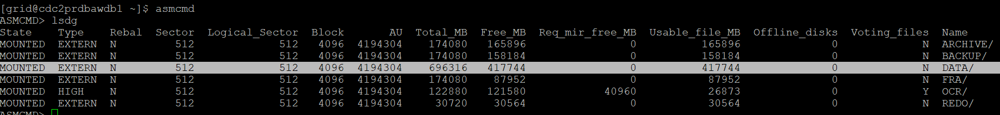 [grid@cdc2prdbawdb1 ~]$ asmcmd
ASMCMD> lsdg
State    Type    Rebal  Sector  Logical_Sector  Block       AU  Total_MB  Free_MB  Req_mir_free_MB  Usable_file_MB  Offline_disks  Voting_files  Name
MOUNTED  EXTERN  N         512             512   4096  4194304    174080   165896                0          165896              0             N  ARCHIVE/
MOUNTED  EXTERN  N         512             512   4096  4194304    174080   158184                0          158184              0             N  BACKUP/
MOUNTED  EXTERN  N         512             512   4096  4194304    696316   417744                0          417744              0             N  DATA/
MOUNTED  EXTERN  N         512             512   4096  4194304    174080    87952                0           87952              0             N  FRA/
MOUNTED  HIGH    N         512             512   4096  4194304    122880   121580            40960           26873              0             Y  OCR/
MOUNTED  EXTERN  N         512             512   4096  4194304     30720    30564                0           30564              0             N  REDO/
ASMCMD>